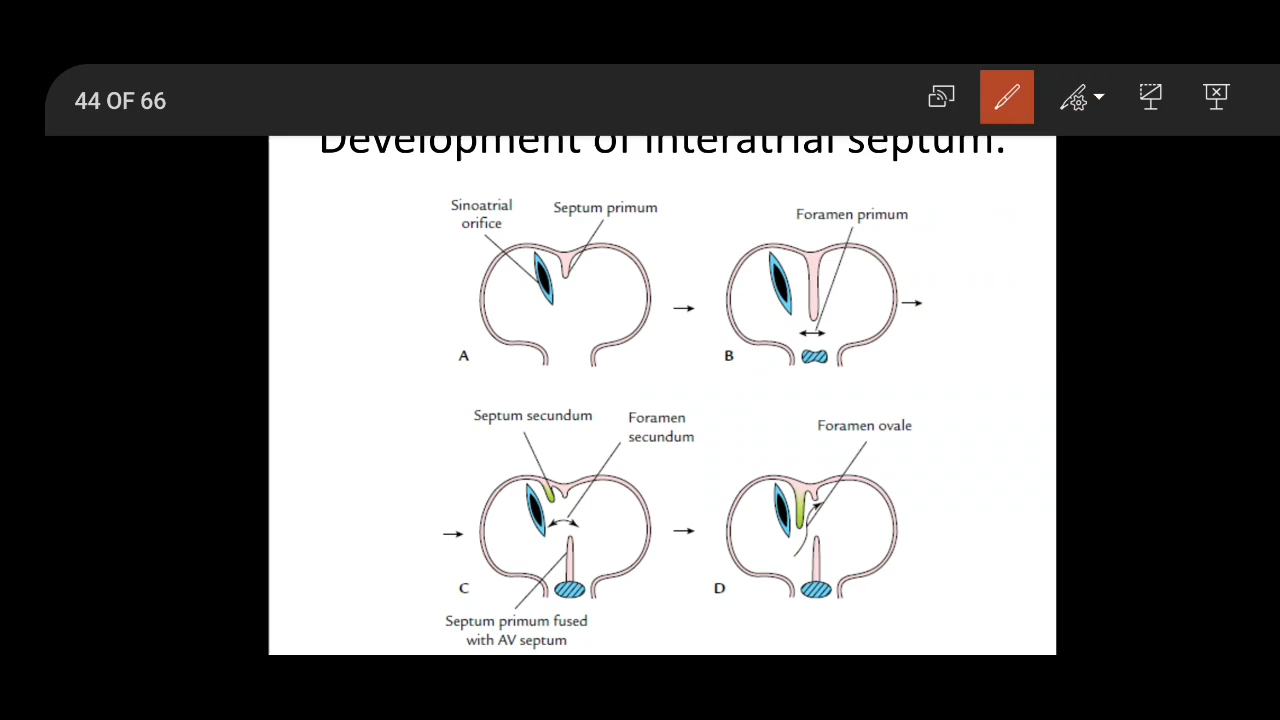 44 OF 66
Development of interatrial septum.
Sinoatrial
orifice
Septum primum
Foramen primum
A
B
Septum secundum
Foramen
secundum
Foramen ovale
C
D
Septum primum fused
with AV septum